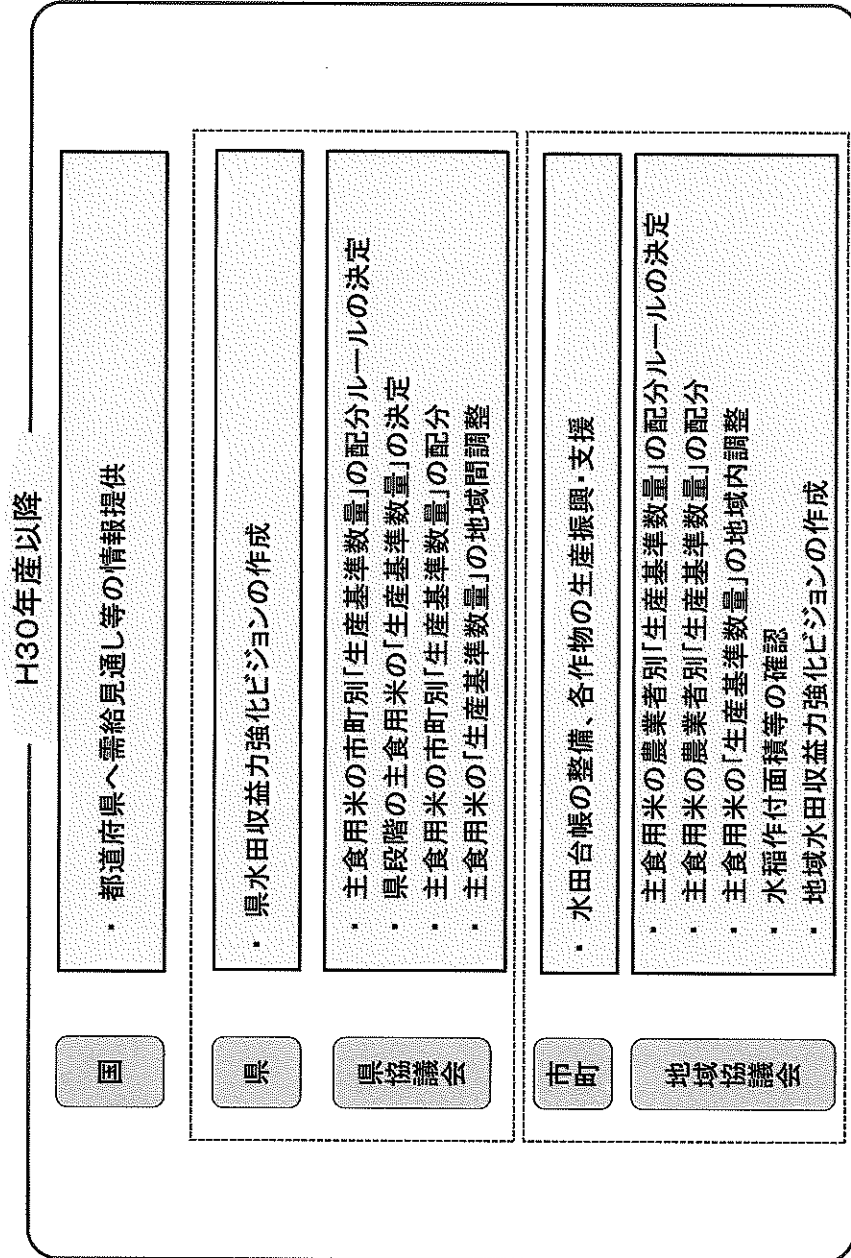 H30年産以降
国
・ 都道府県へ需給見通し等の情報提供
県
・ 県水田収益力強化ビジョンの作成
県協議会
・ 主食用米の市町別「生産基準数量」の配分ルールの決定
・ 県段階の主食用米の「生産基準数量」の決定
・ 主食用米の市町別「生産基準数量」の配分
・ 主食用米の「生産基準数量」の地域間調整
市町
・ 水田台帳の整備、各作物の生産振興・支援
地域協議会
・ 主食用米の農業者別「生産基準数量」の配分ルールの決定
・ 主食用米の農業者別「生産基準数量」の配分
・ 主食用米の「生産基準数量」の地域内調整
・ 水稲作付面積等の確認
・ 地域水田収益力強化ビジョンの作成